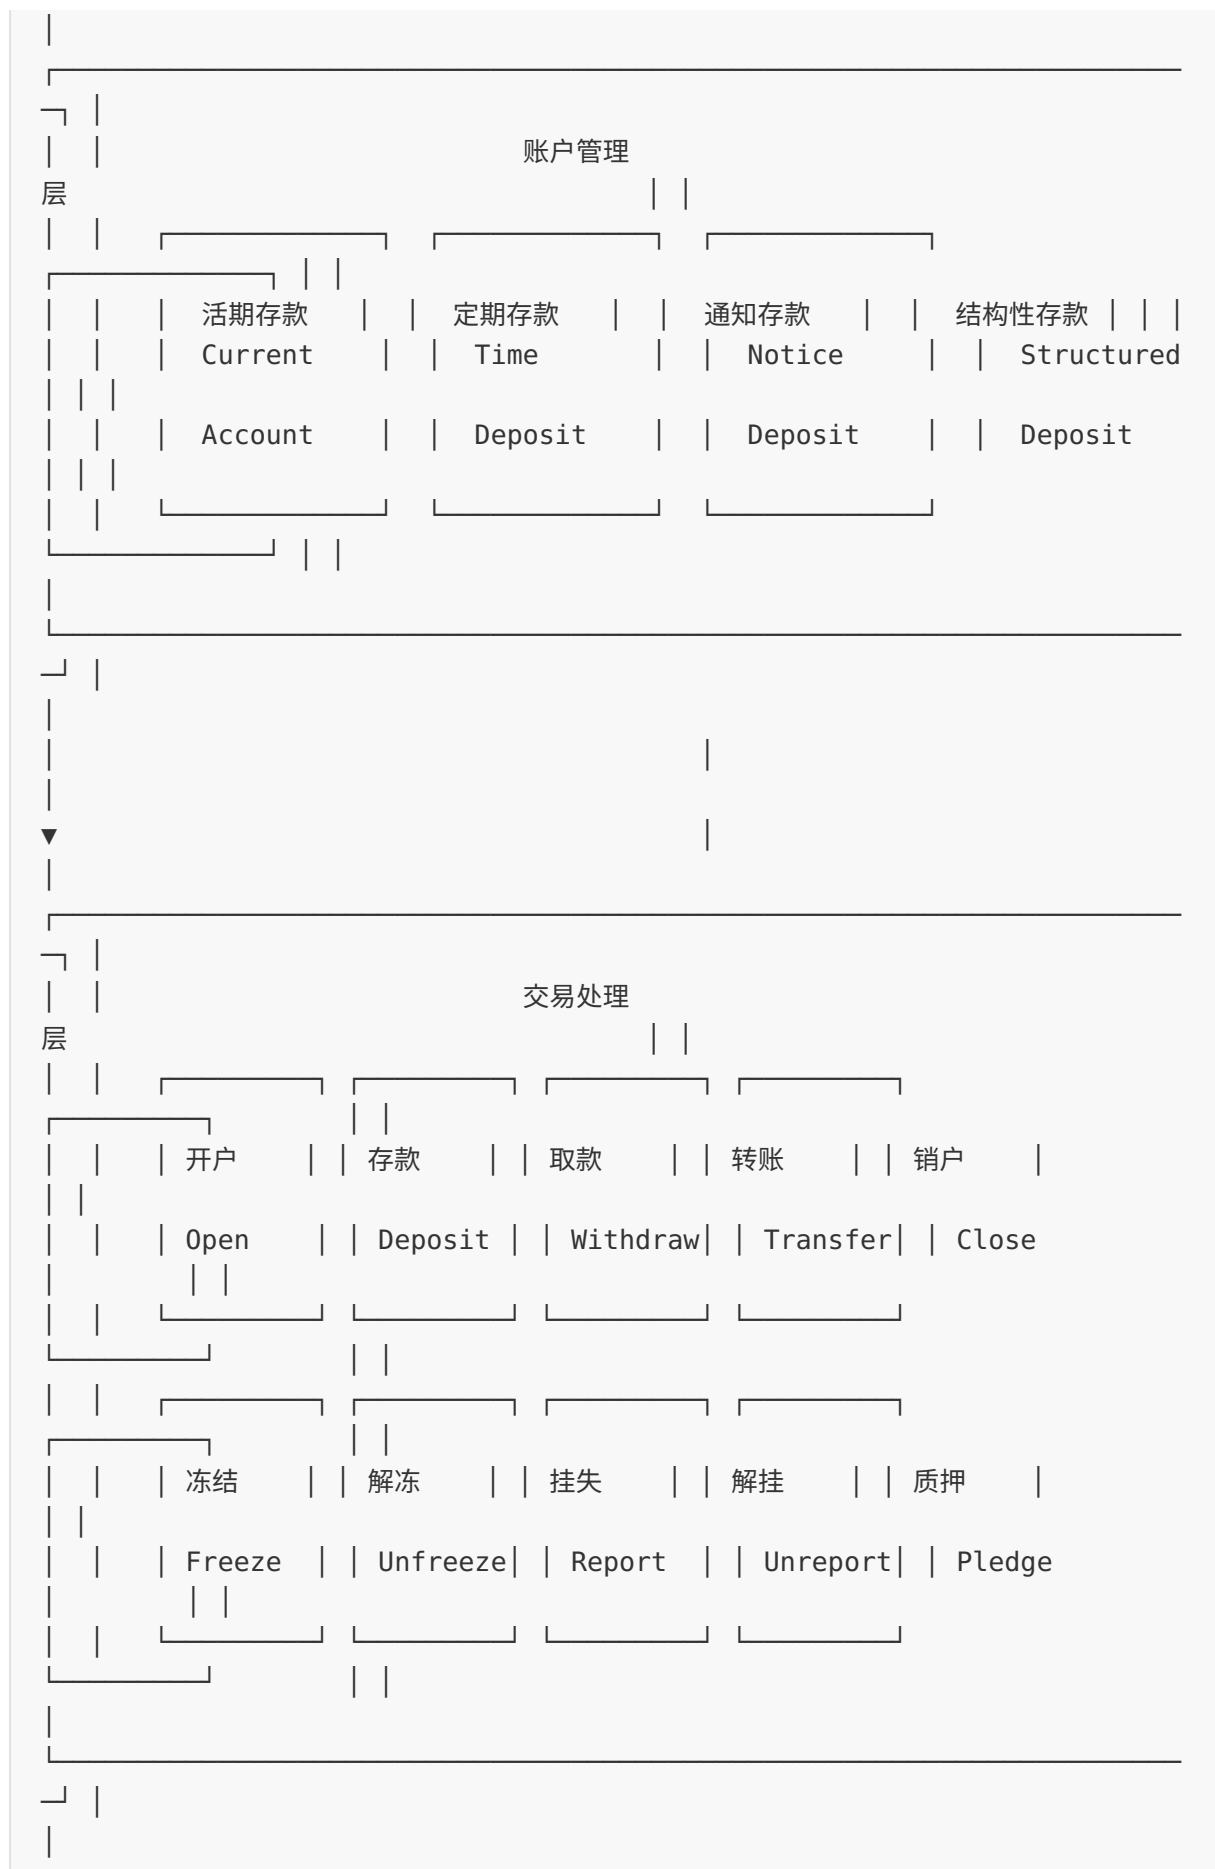 │
┌─────────────────────────────────────────────────────────────────────
─┐ │
│  │                          账户管理
层                                     │ │
│  │   ┌─────────────┐  ┌─────────────┐  ┌─────────────┐
┌─────────────┐ │ │
│  │   │  活期存款   │  │  定期存款   │  │  通知存款   │  │  结构性存款 │ │ │
│  │   │  Current    │  │  Time       │  │  Notice     │  │  Structured
│ │ │
│  │   │  Account    │  │  Deposit    │  │  Deposit    │  │  Deposit
│ │ │
│  │   └─────────────┘  └─────────────┘  └─────────────┘
└─────────────┘ │ │
│
└─────────────────────────────────────────────────────────────────────
─┘ │
│
│                                         │
│
▼                                         │
│
┌─────────────────────────────────────────────────────────────────────
─┐ │
│  │                          交易处理
层                                     │ │
│  │   ┌─────────┐ ┌─────────┐ ┌─────────┐ ┌─────────┐
┌─────────┐        │ │
│  │   │ 开户    │ │ 存款    │ │ 取款    │ │ 转账    │ │ 销户    │
│ │
│  │   │ Open    │ │ Deposit │ │ Withdraw│ │ Transfer│ │ Close
│        │ │
│  │   └─────────┘ └─────────┘ └─────────┘ └─────────┘
└─────────┘        │ │
│  │   ┌─────────┐ ┌─────────┐ ┌─────────┐ ┌─────────┐
┌─────────┐        │ │
│  │   │ 冻结    │ │ 解冻    │ │ 挂失    │ │ 解挂    │ │ 质押    │
│ │
│  │   │ Freeze  │ │ Unfreeze│ │ Report  │ │ Unreport│ │ Pledge
│        │ │
│  │   └─────────┘ └─────────┘ └─────────┘ └─────────┘
└─────────┘        │ │
│
└─────────────────────────────────────────────────────────────────────
─┘ │
│